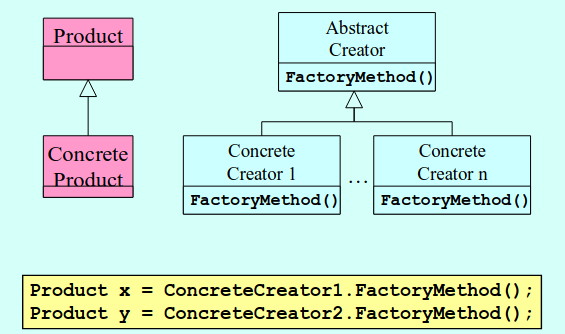 Product
Concrete
Product
Abstract
Creator
FactoryMethod()
Concrete
Creator 1
FactoryMethod()
...
Concrete
Creator n
FactoryMethod()
Product x = ConcreteCreator1.FactoryMethod();
Product y = ConcreteCreator2.FactoryMethod();